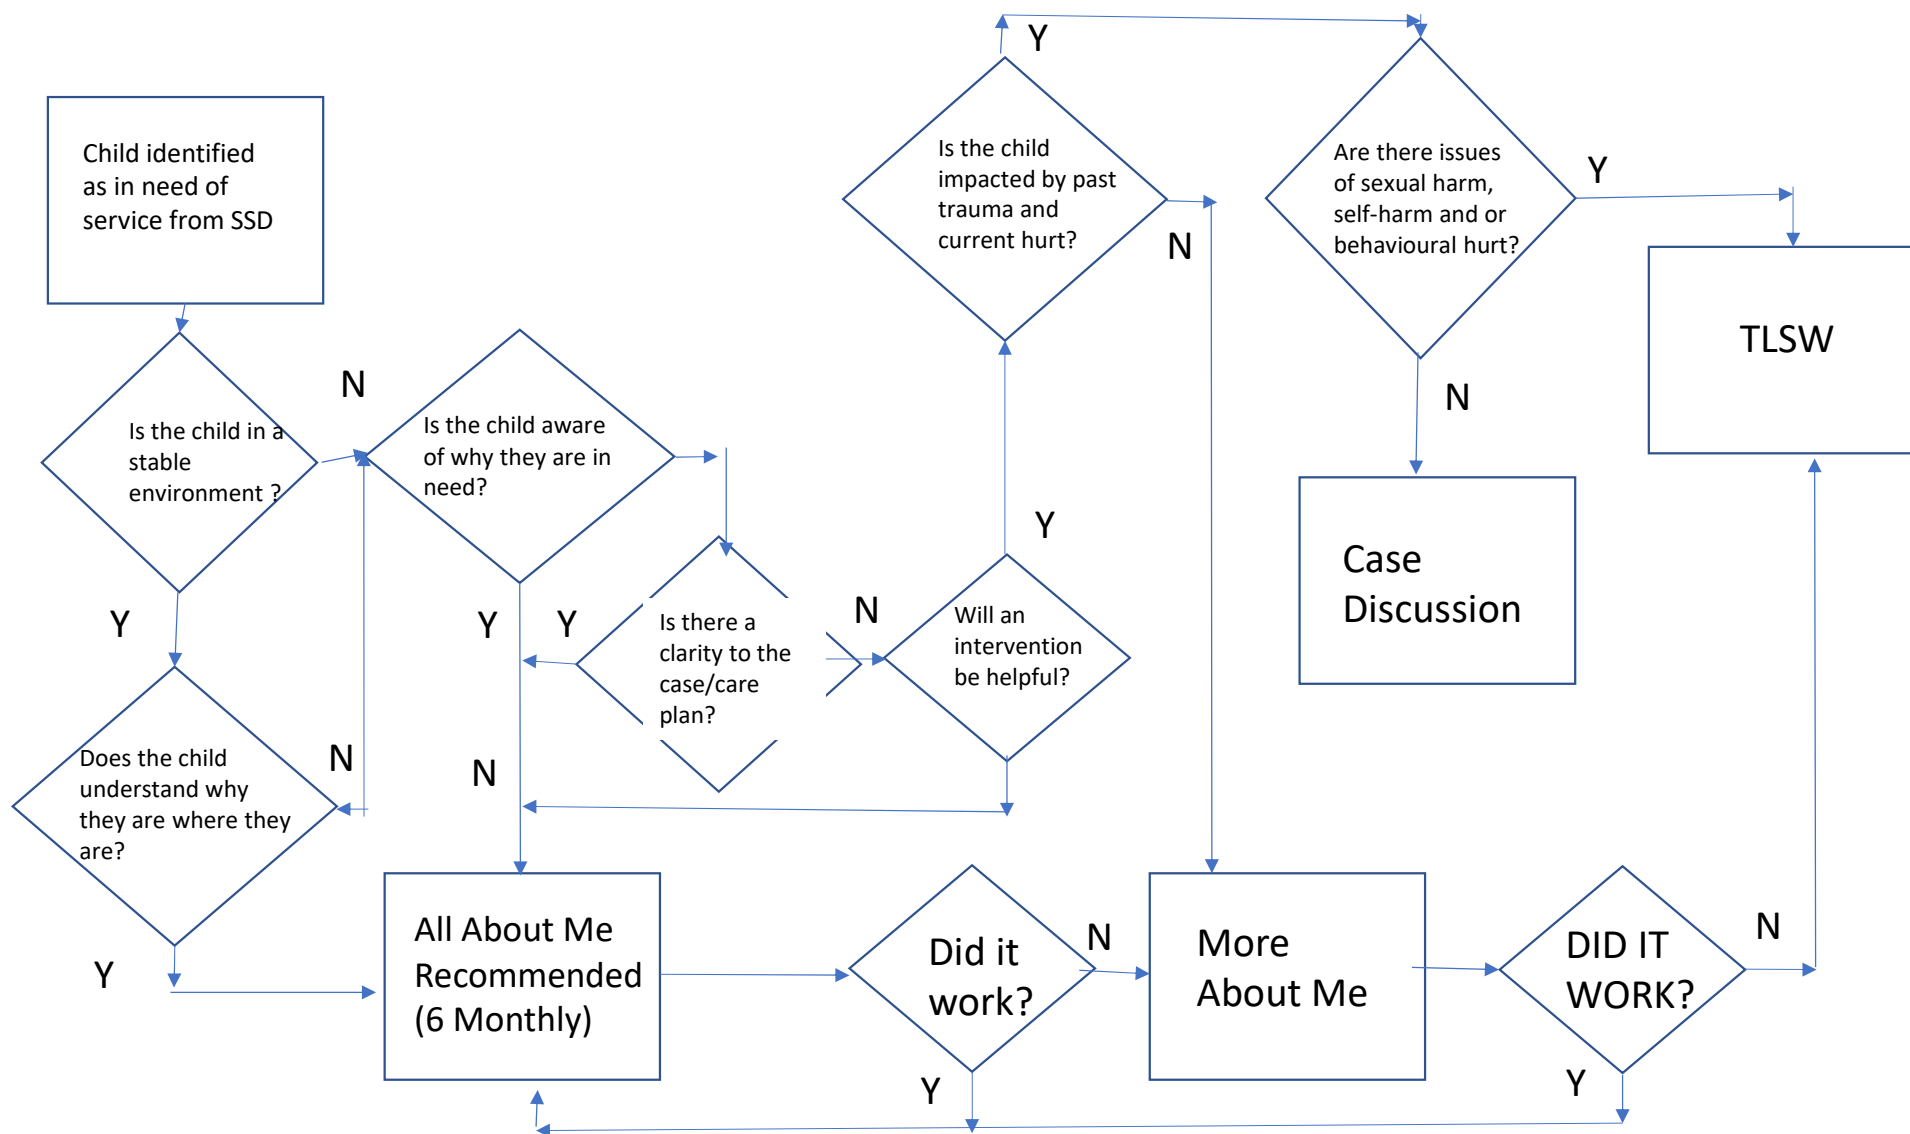 Child identified
as in need of
service from SSD
Is the child in a
stable
environment ?
N
Y
Does the child
understand why
they are where they
are?
N
Y
Is the child aware
of why they are in
need?
Y
N
Y
Is there a
clarity to the
case/care
plan?
N
Will an
intervention
be helpful?
Y
Is the child
impacted by past
trauma and
current hurt?
Y
N
Are there issues
of sexual harm,
self-harm and or
behavioural hurt?
Y
N
TLSW
Case
Discussion
All About Me
Recommended
(6 Monthly)
Did it
work?
N
Y
More
About Me
DID IT
WORK?
N
Y